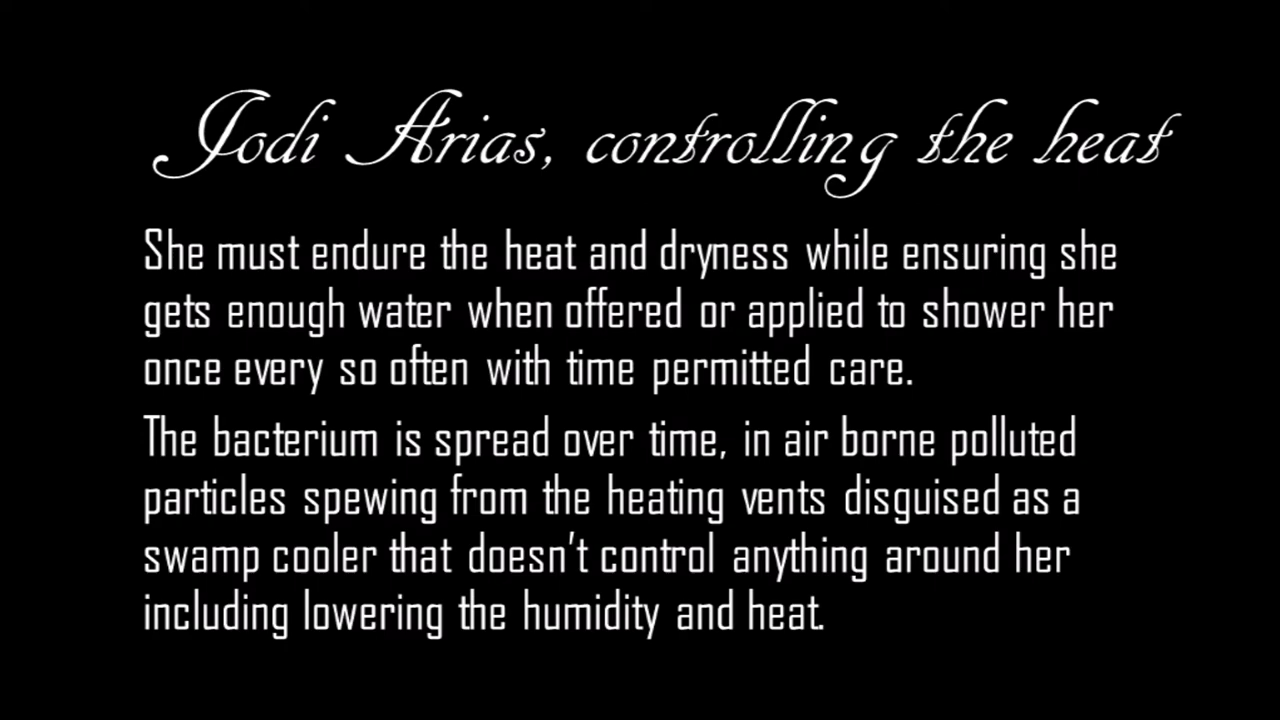 Jodi Arias, controlling the heat
She must endure the heat and dryness while ensuring she
gets enough water when offered or applied to shower her
once every so often with time permitted care.
The bacterium is spread over time, in air borne polluted
particles spewing from the heating vents disguised as a
swamp cooler that doesn't control anything around her
including lowering the humidity and heat.